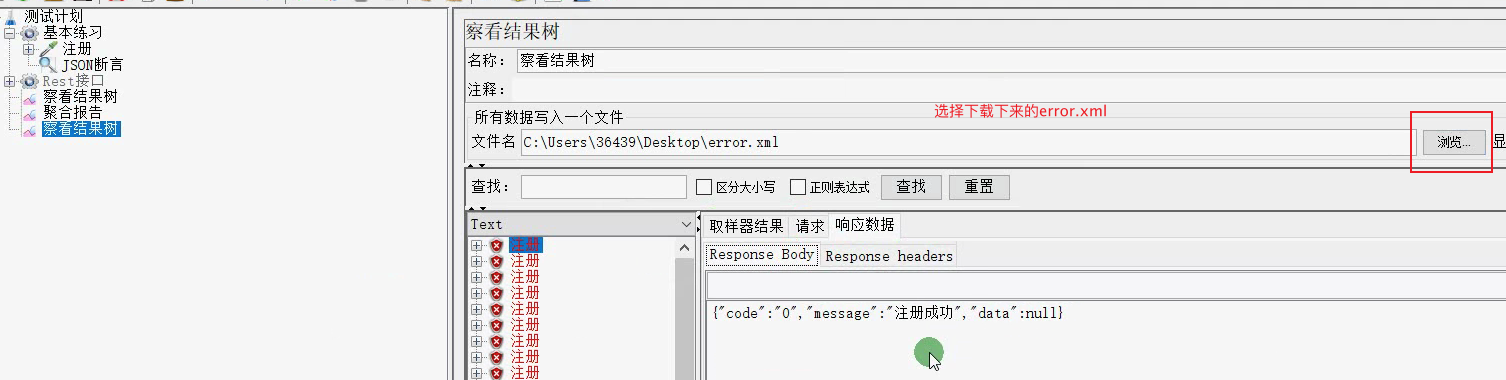 测试计划
基本练习
注册
JSON断言
Rest接口
察看结果树
聚合报告
察看结果树
察看结果树
名称： 察看结果树
注释：
所有数据写入一个文件
选择下载下来的error.xml
文件名 C:\Users\36439\Desktop\error.xml 浏览... 显
查找： 区分大小写 正则表达式 查找 重置
Text
注册
注册
注册
注册
注册
注册
注册
注册
注册
取样器结果 请求 响应数据
Response Body Response headers
{"code":"0","message":"注册成功","data":null}